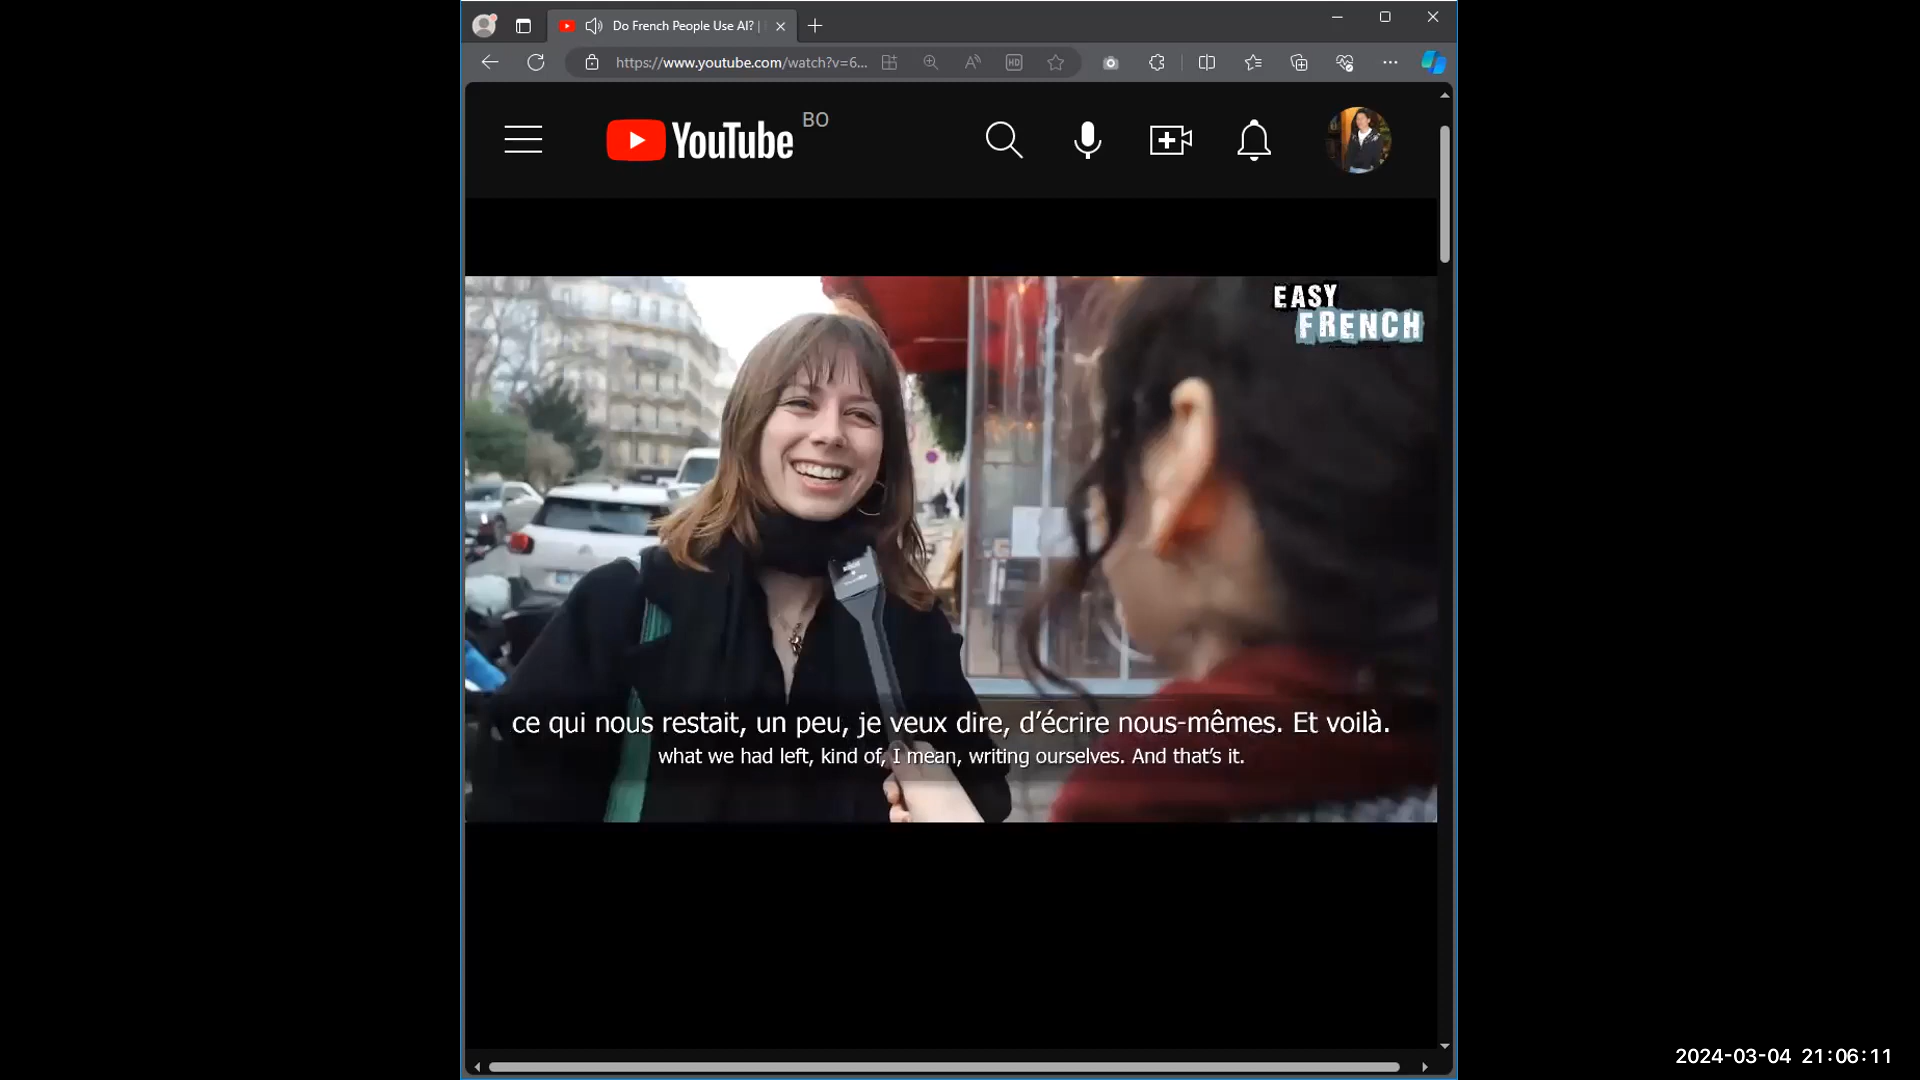 Do French People Use AI? |
https://www.youtube.com/watch?v=6...
HD
YouTube BO
EASY
FRENCH
ce qui nous restait, un peu, je veux dire, d'écrire nous-mêmes. Et voilà.
what we had left, kind of, I mean, writing ourselves. And that's it.
2024-03-04 21:06:11